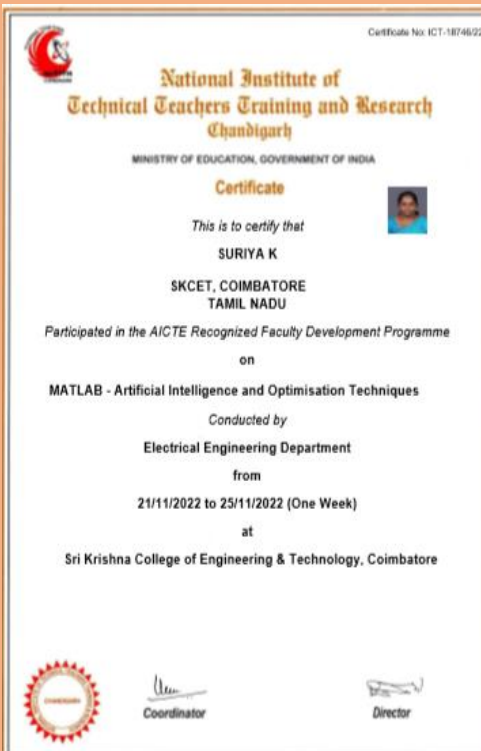 Certificate No: ICT-18746/22
National Institute of
Technical Teachers Training and Research
Chandigarh
MINISTRY OF EDUCATION, GOVERNMENT OF INDIA
Certificate
This is to certify that
SURIYA K
SKCET, COIMBATORE
TAMIL NADU
Participated in the AICTE Recognized Faculty Development Programme
on
MATLAB - Artificial Intelligence and Optimisation Techniques
Conducted by
Electrical Engineering Department
from
21/11/2022 to 25/11/2022 (One Week)
at
Sri Krishna College of Engineering & Technology, Coimbatore
Coordinator
Director